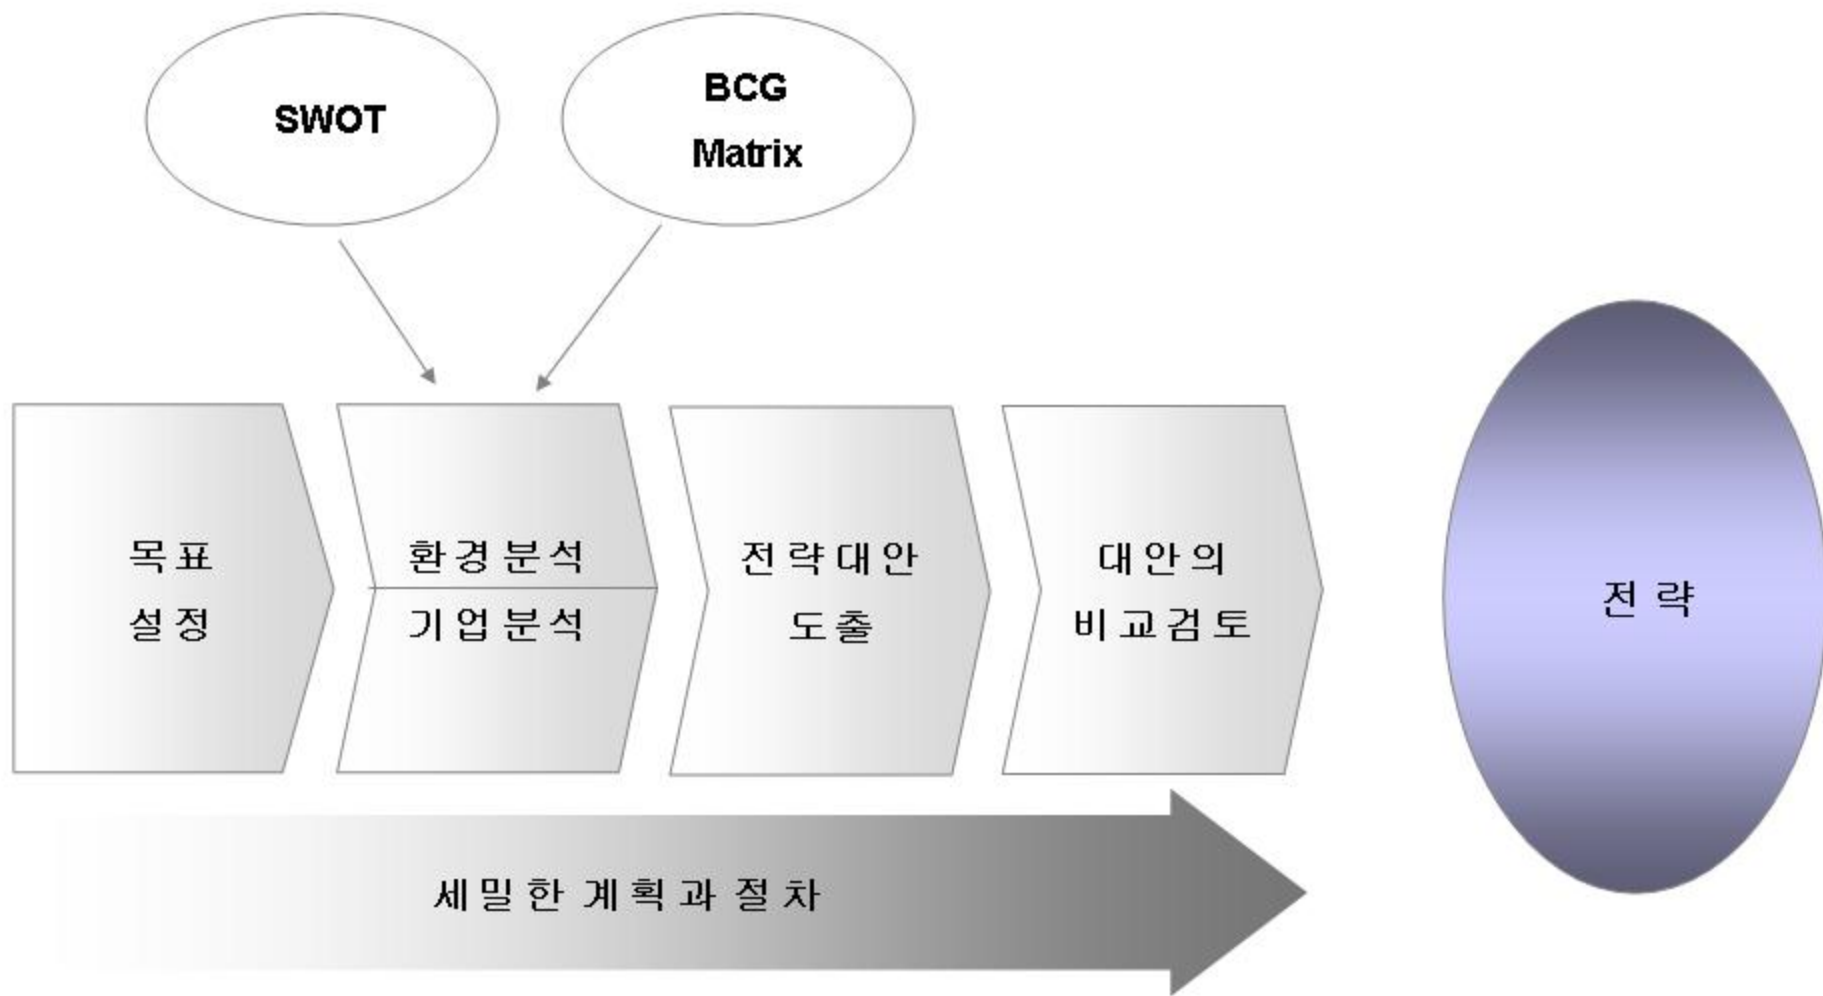 SWOT
BCG
Matrix
목표
설정
환경분석
기업분석
전략대안
도출
대안의
비교검토
전략
세밀한 계획과 절차